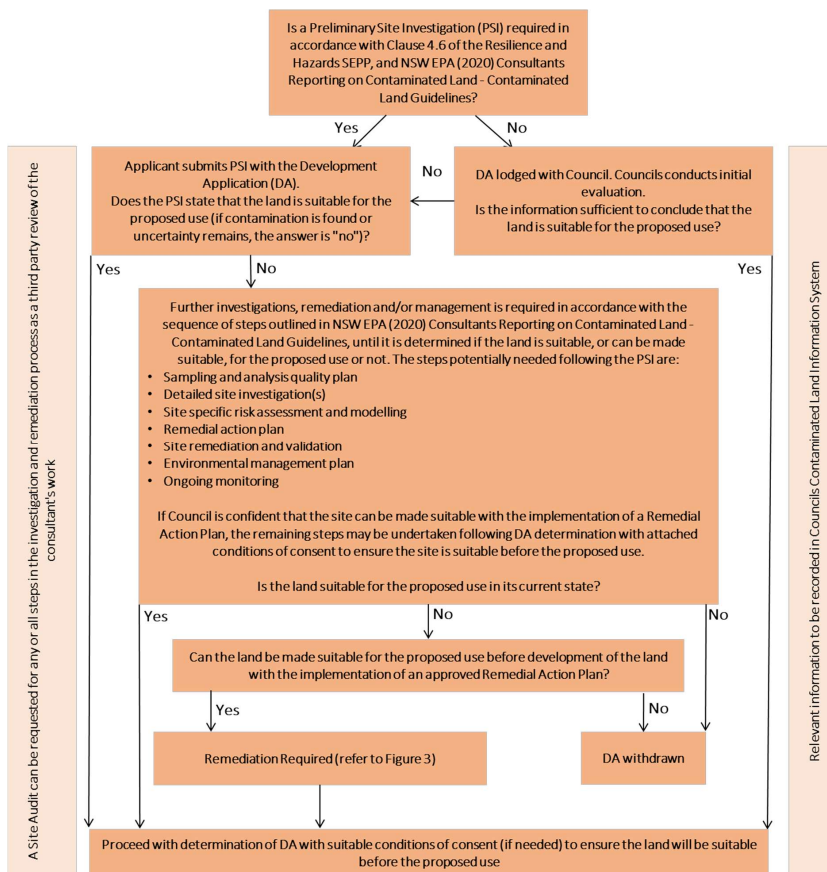 Is a Preliminary Site Investigation (PSI) required in
accordance with Clause 4.6 of the Resilience and
Hazards SEPP, and NSW EPA (2020) Consultants
Reporting on Contaminated Land - Contaminated
Land Guidelines?
Yes
No
A Site Audit can be requested for any or all steps in the investigation and remediation process as a third party review of the
consultant's work
Applicant submits PSI with the Development
Application (DA).
Does the PSI state that the land is suitable for the
proposed use (if contamination is found or
uncertainty remains, the answer is "no")?
No
DA lodged with Council. Councils conducts initial
evaluation.
Is the information sufficient to conclude that the
land is suitable for the proposed use?
Relevant information to be recorded in Councils Contaminated Land Information System
Yes
No
Yes
Further investigations, remediation and/or management is required in accordance with the
sequence of steps outlined in NSW EPA (2020) Consultants Reporting on Contaminated Land -
Contaminated Land Guidelines, until it is determined if the land is suitable, or can be made
suitable, for the proposed use or not. The steps potentially needed following the PSI are:
• Sampling and analysis quality plan
• Detailed site investigation(s)
• Site specific risk assessment and modelling
• Remedial action plan
• Site remediation and validation
• Environmental management plan
• Ongoing monitoring
If Council is confident that the site can be made suitable with the implementation of a Remedial
Action Plan, the remaining steps may be undertaken following DA determination with attached
conditions of consent to ensure the site is suitable before the proposed use.
Is the land suitable for the proposed use in its current state?
Yes
No
No
Can the land be made suitable for the proposed use before development of the land
with the implementation of an approved Remedial Action Plan?
Yes
No
Remediation Required (refer to Figure 3)
DA withdrawn
Proceed with determination of DA with suitable conditions of consent (if needed) to ensure the land will be suitable
before the proposed use